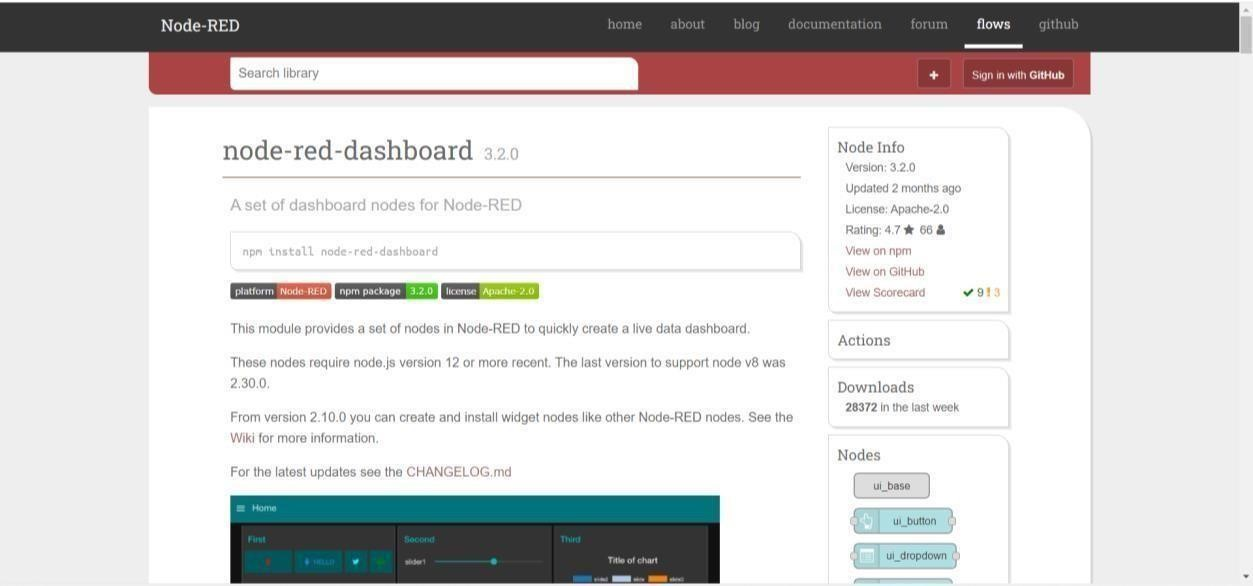 Node-RED
home about blog documentation forum flows github
Search library
+ Sign in with GitHub
node-red-dashboard 3.2.0
A set of dashboard nodes for Node-RED
npm install node-red-dashboard
platform Node-RED npm package 3.2.0 license Apache-2.0
This module provides a set of nodes in Node-RED to quickly create a live data dashboard.
These nodes require node.js version 12 or more recent. The last version to support node v8 was
2.30.0.
From version 2.10.0 you can create and install widget nodes like other Node-RED nodes. See the
Wiki for more information.
For the latest updates see the CHANGELOG.md
Home
First Second Third
HELLO slider1 Title of chart
Node Info
Version: 3.2.0
Updated 2 months ago
License: Apache-2.0
Rating: 4.7 66
View on npm
View on GitHub
View Scorecard 9 3
Actions
Downloads
28372 in the last week
Nodes
ui_base
ui_button
ui_dropdown